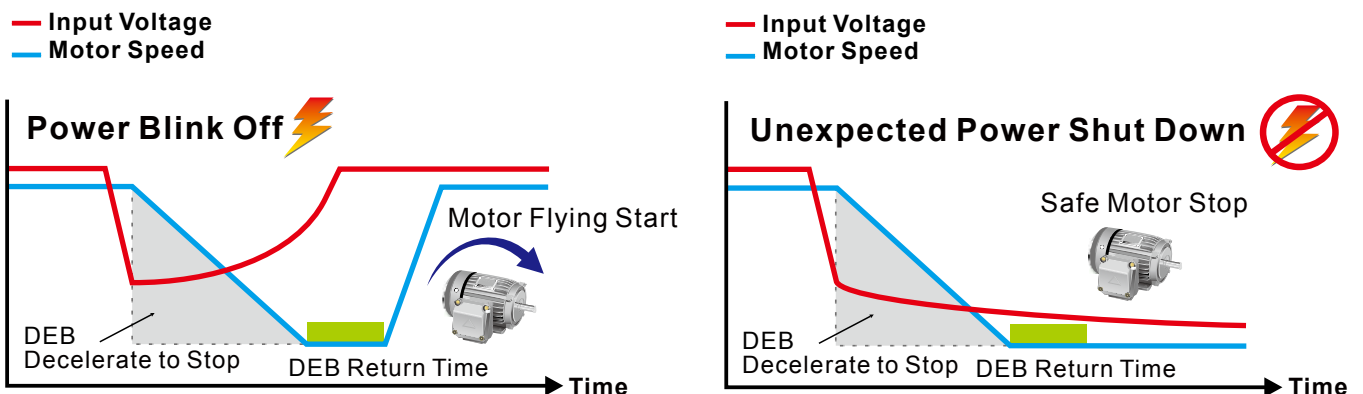 Input Voltage
Motor Speed
Power Blink Off
Motor Flying Start
DEB
Decelerate to Stop
DEB Return Time
Time
Input Voltage
Motor Speed
Unexpected Power Shut Down
Safe Motor Stop
DEB
Decelerate to Stop
DEB Return Time
Time